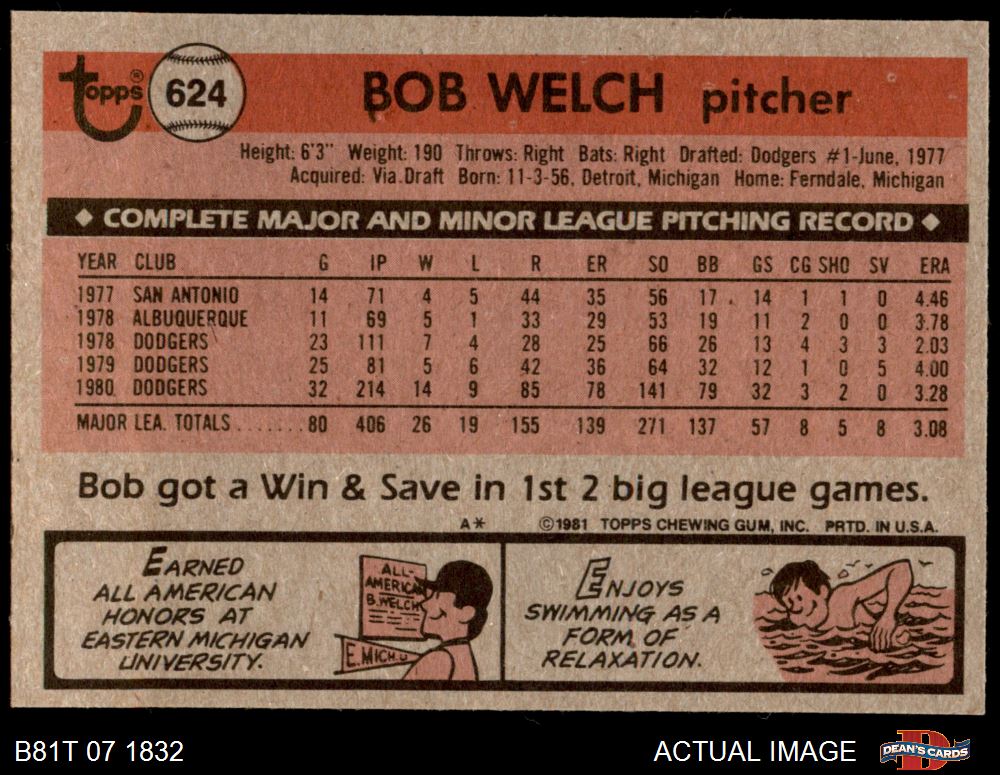 topps® 624 BOB WELCH pitcher
Height: 6'3" Weight: 190 Throws: Right Bats: Right Drafted: Dodgers #1-June, 1977
Acquired: Via Draft Born: 11-3-56, Detroit, Michigan Home: Ferndale, Michigan
◆ COMPLETE MAJOR AND MINOR LEAGUE PITCHING RECORD ◆
YEAR CLUB G IP W L R ER SO BB GS CG SHO SV ERA
1977 SAN ANTONIO 14 71 4 5 44 35 56 17 14 1 1 0 4.46
1978 ALBUQUERQUE 11 69 5 1 33 29 53 19 11 2 0 0 3.78
1978 DODGERS 23 111 7 4 28 25 66 26 13 4 3 3 2.03
1979 DODGERS 25 81 5 6 42 36 64 32 12 1 0 5 4.00
1980 DODGERS 32 214 14 9 85 78 141 79 32 3 2 0 3.28
MAJOR LEA. TOTALS ....... 80 406 26 19 155 139 271 137 57 8 5 8 3.08
Bob got a Win & Save in 1st 2 big league games.
A* ©1981 TOPPS CHEWING GUM, INC. PRTD. IN U.S.A.
EARNED
ALL AMERICAN
HONORS AT
EASTERN MICHIGAN
UNIVERSITY.
ALL-
AMERICAN
B. WELCH
E. MICH. U
ENJOYS
SWIMMING AS A
FORM OF
RELAXATION.
B81T 07 1832 ACTUAL IMAGE DEAN'S CARDS